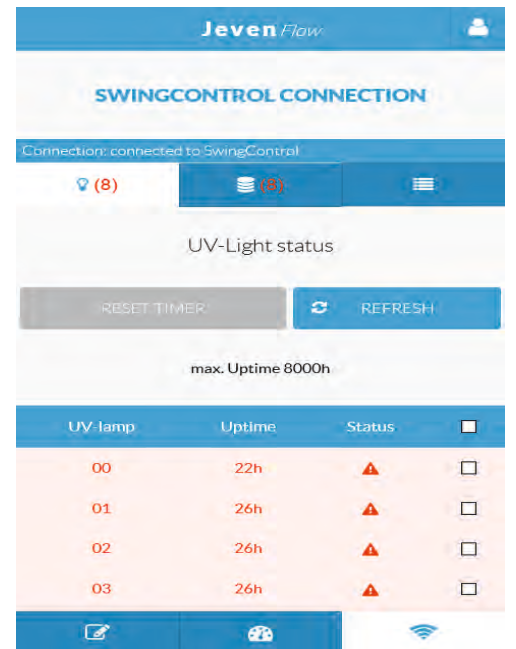 Jeven Flow
SWINGCONTROL CONNECTION
Connection: connected to SwingControl
(8) (8)
UV-Light status
RESET TIMER REFRESH
max. Uptime 8000h
UV-lamp Uptime Status
00 22h
01 26h
02 26h
03 26h